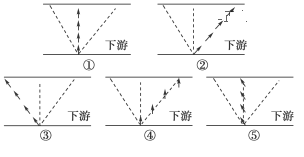 下游 下游
① ②
下游 下游 下游
③ ④ ⑤